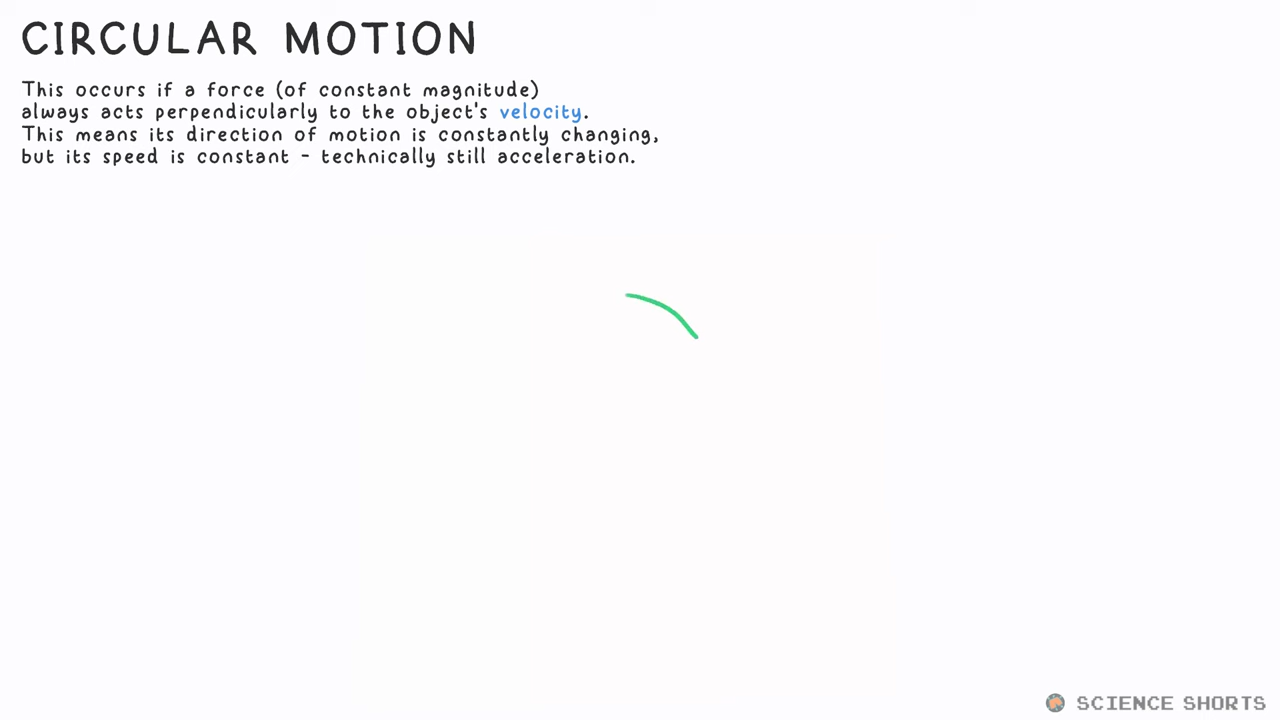 CIRCULAR MOTION
This occurs if a force (of constant magnitude)
always acts perpendicularly to the object's velocity.
This means its direction of motion is constantly changing,
but its speed is constant - technically still acceleration.
SCIENCE SHORTS